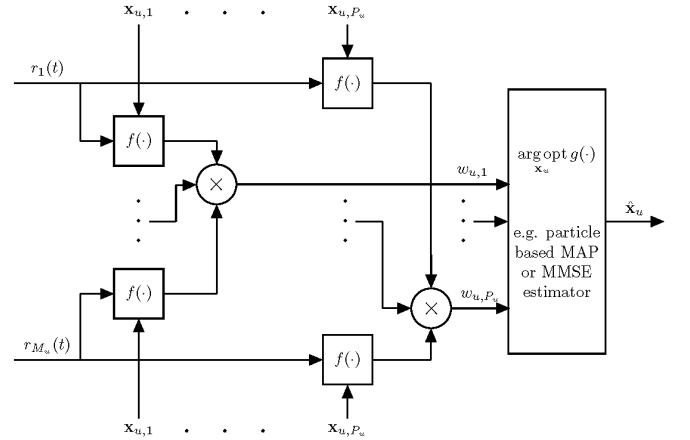 x_{u,1} · · · x_{u,P_u}
r_1(t)
f(·)
f(·)
×
w_{u,1}
arg opt g(·)
x_u
x̂_u
e.g. particle
based MAP
or MMSE
estimator
f(·)
w_{u,P_u}
×
r_{M_u}(t)
f(·)
x_{u,1} · · · x_{u,P_u}